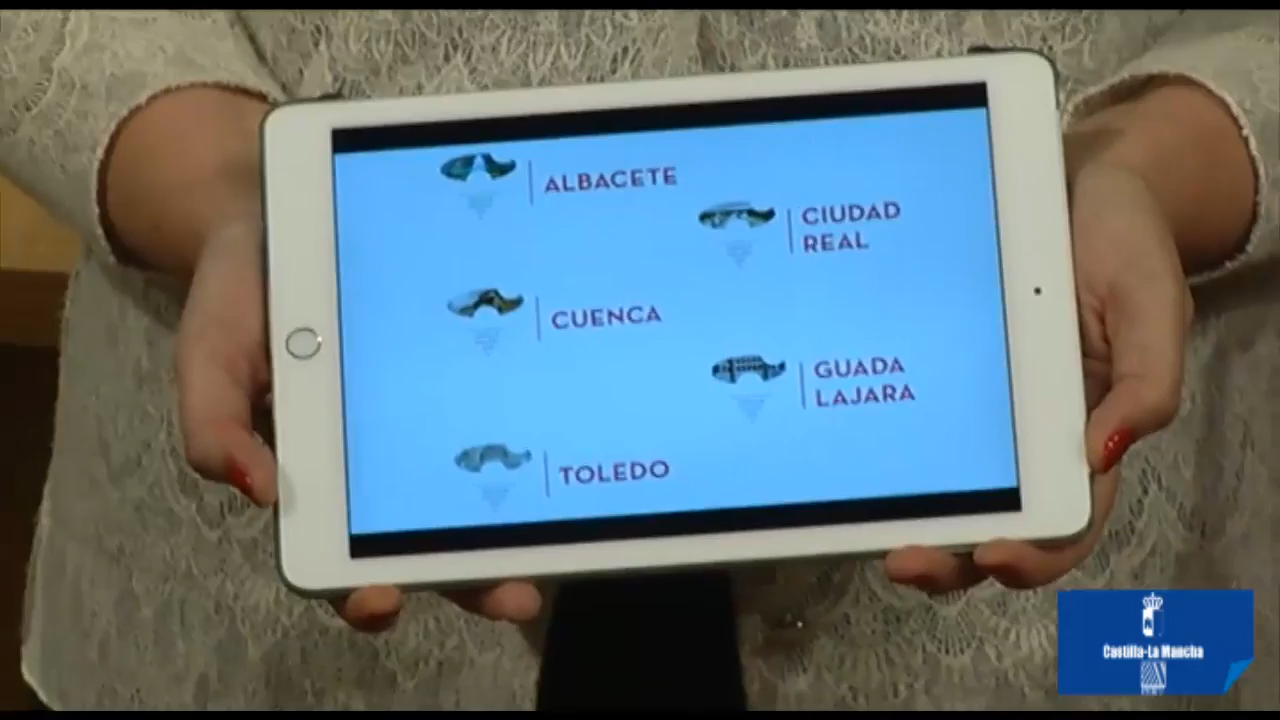 ALBACETE
CIUDAD
REAL
CUENCA
GUADA
LAJARA
TOLEDO
Castilla-La Mancha